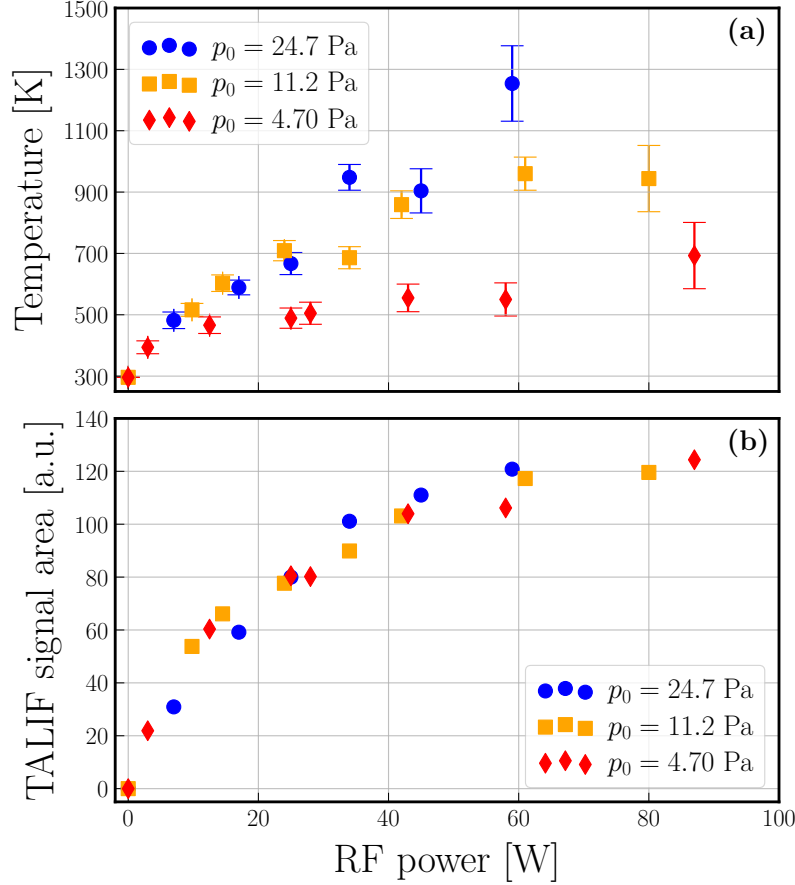 1500
1300
1100
900
700
500
300
Temperature [K]
(a)
p₀ = 24.7 Pa
p₀ = 11.2 Pa
p₀ = 4.70 Pa
140
120
100
80
60
40
20
0
TALIF signal area [a.u.]
(b)
p₀ = 24.7 Pa
p₀ = 11.2 Pa
p₀ = 4.70 Pa
0 20 40 60 80 100
RF power [W]